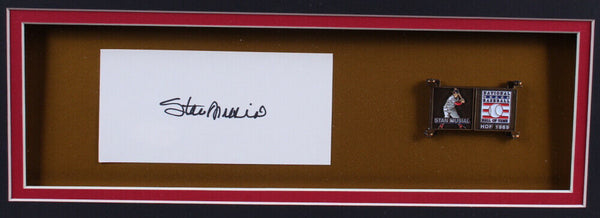 Stan Musial
STAN MUSIAL
NATIONAL
BASEBALL
HALL OF FAME
HOF 1969